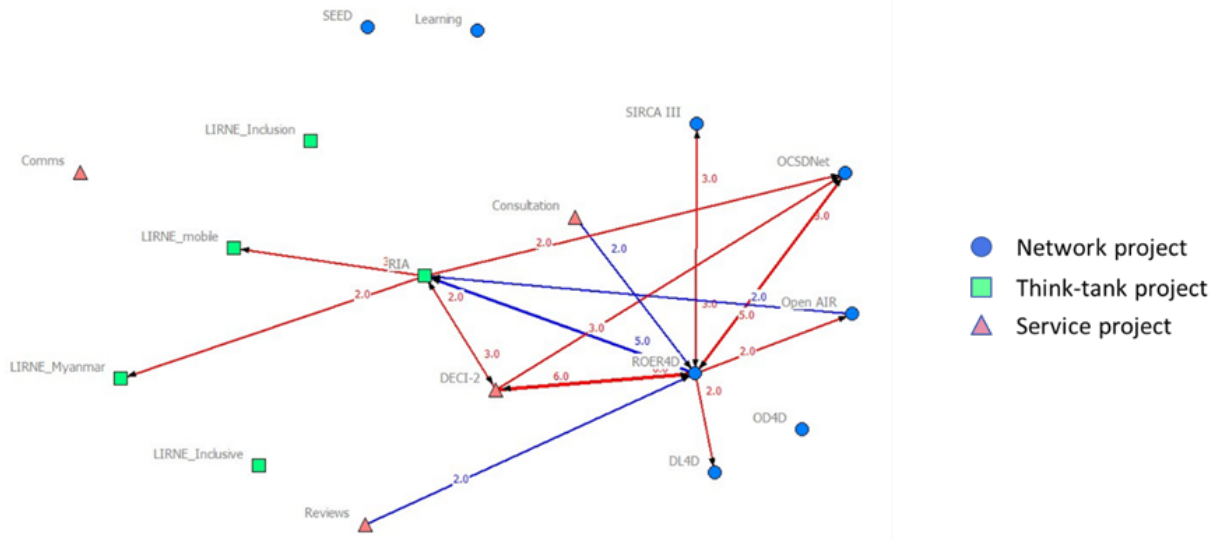 SEED
Learning
SIRCA III
LIRNE_Inclusion
Comms
OCSDNet
3.0
Consultation
3.0
LIRNE_mobile
2.0
2.0
RIA
2.0
2.0
2.0
Open AIR
3.0
5.0
3.0
5.0
ROER4D
2.0
3.0
LIRNE_Myanmar
DECI-2
6.0
2.0
OD4D
LIRNE_Inclusive
DL4D
2.0
Reviews
Network project
Think-tank project
Service project